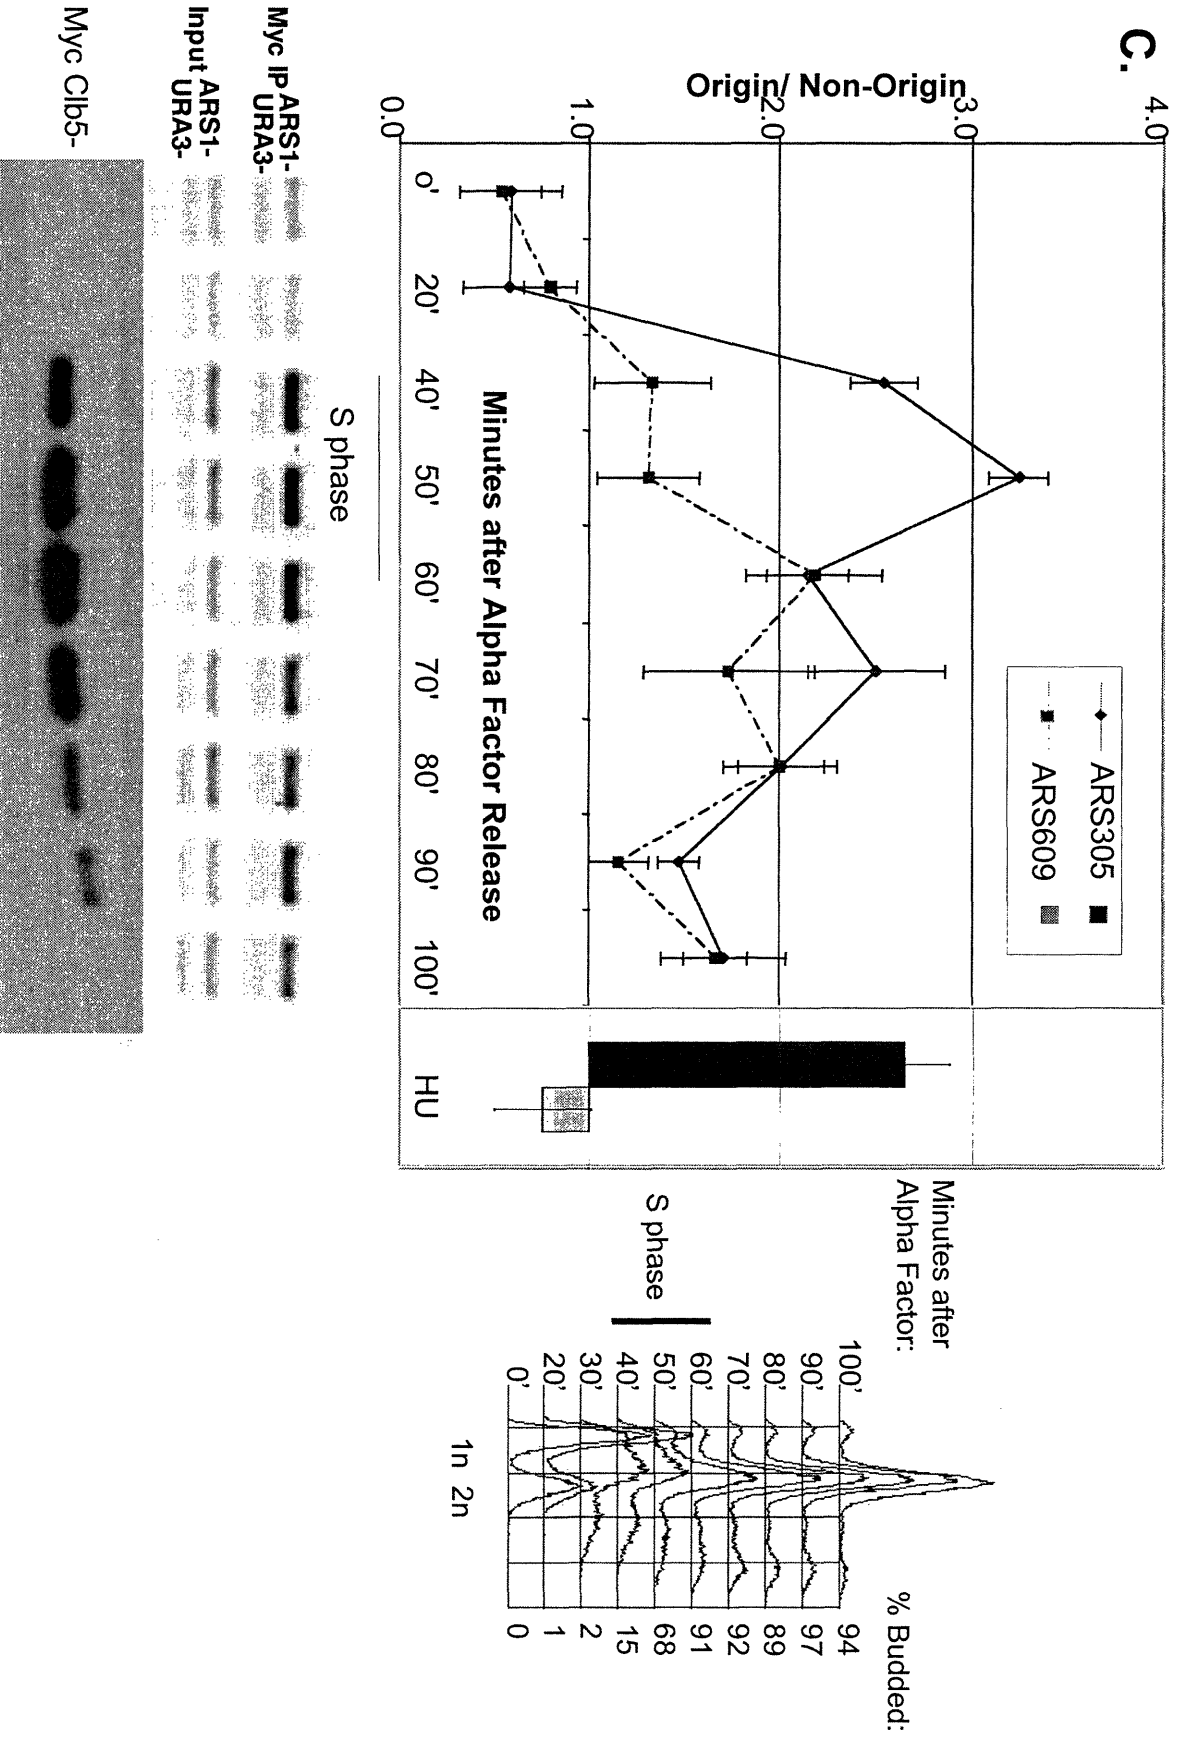 C.
Origin/ Non-Origin
4.0
3.0
2.0
1.0
0.0
ARS305
ARS609
o' 20' 40' 50' 60' 70' 80' 90' 100' HU
Minutes after Alpha Factor Release
S phase
Myc IP ARS1-
URA3-
Input ARS1-
URA3-
Myc Clb5-
Minutes after
Alpha Factor:
% Budded:
S phase
100' 94
90' 97
80' 89
70' 92
60' 91
50' 68
40' 15
30' 2
20' 1
0' 0
1n 2n